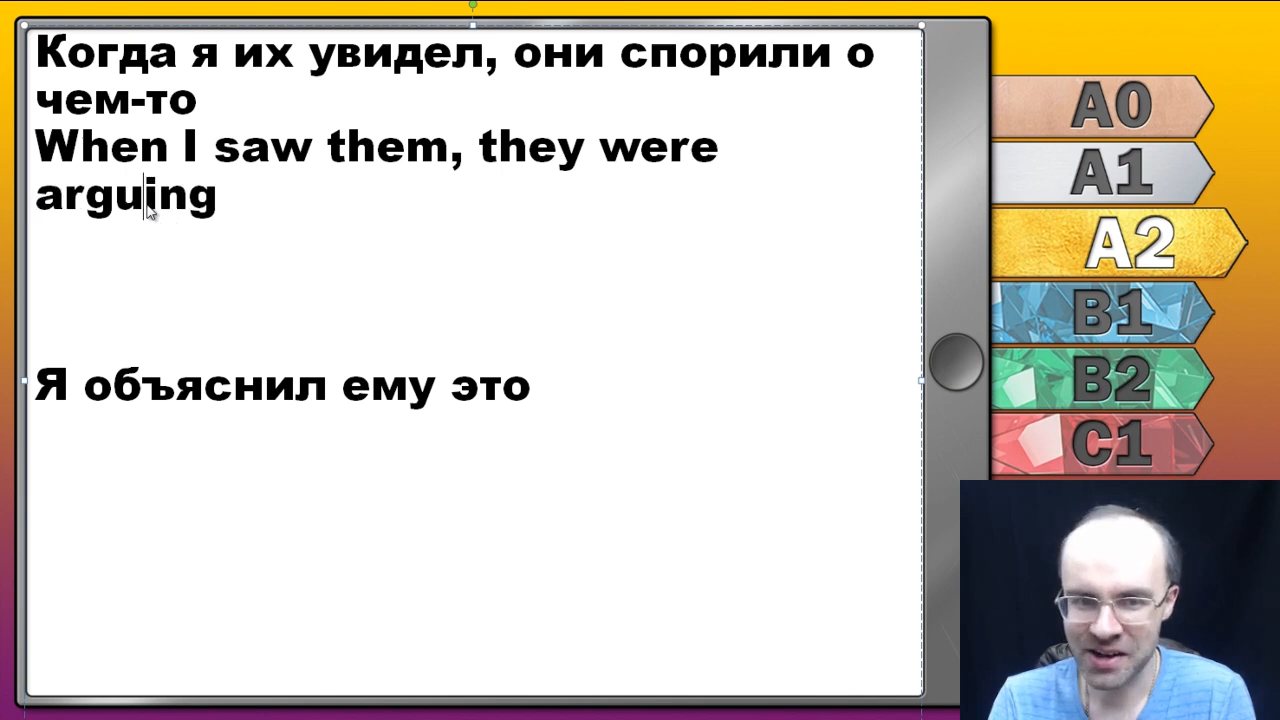 Когда я их увидел, они спорили о
чем-то
When I saw them, they were
arguing
Я объяснил ему это
A0
A1
A2
B1
B2
C1